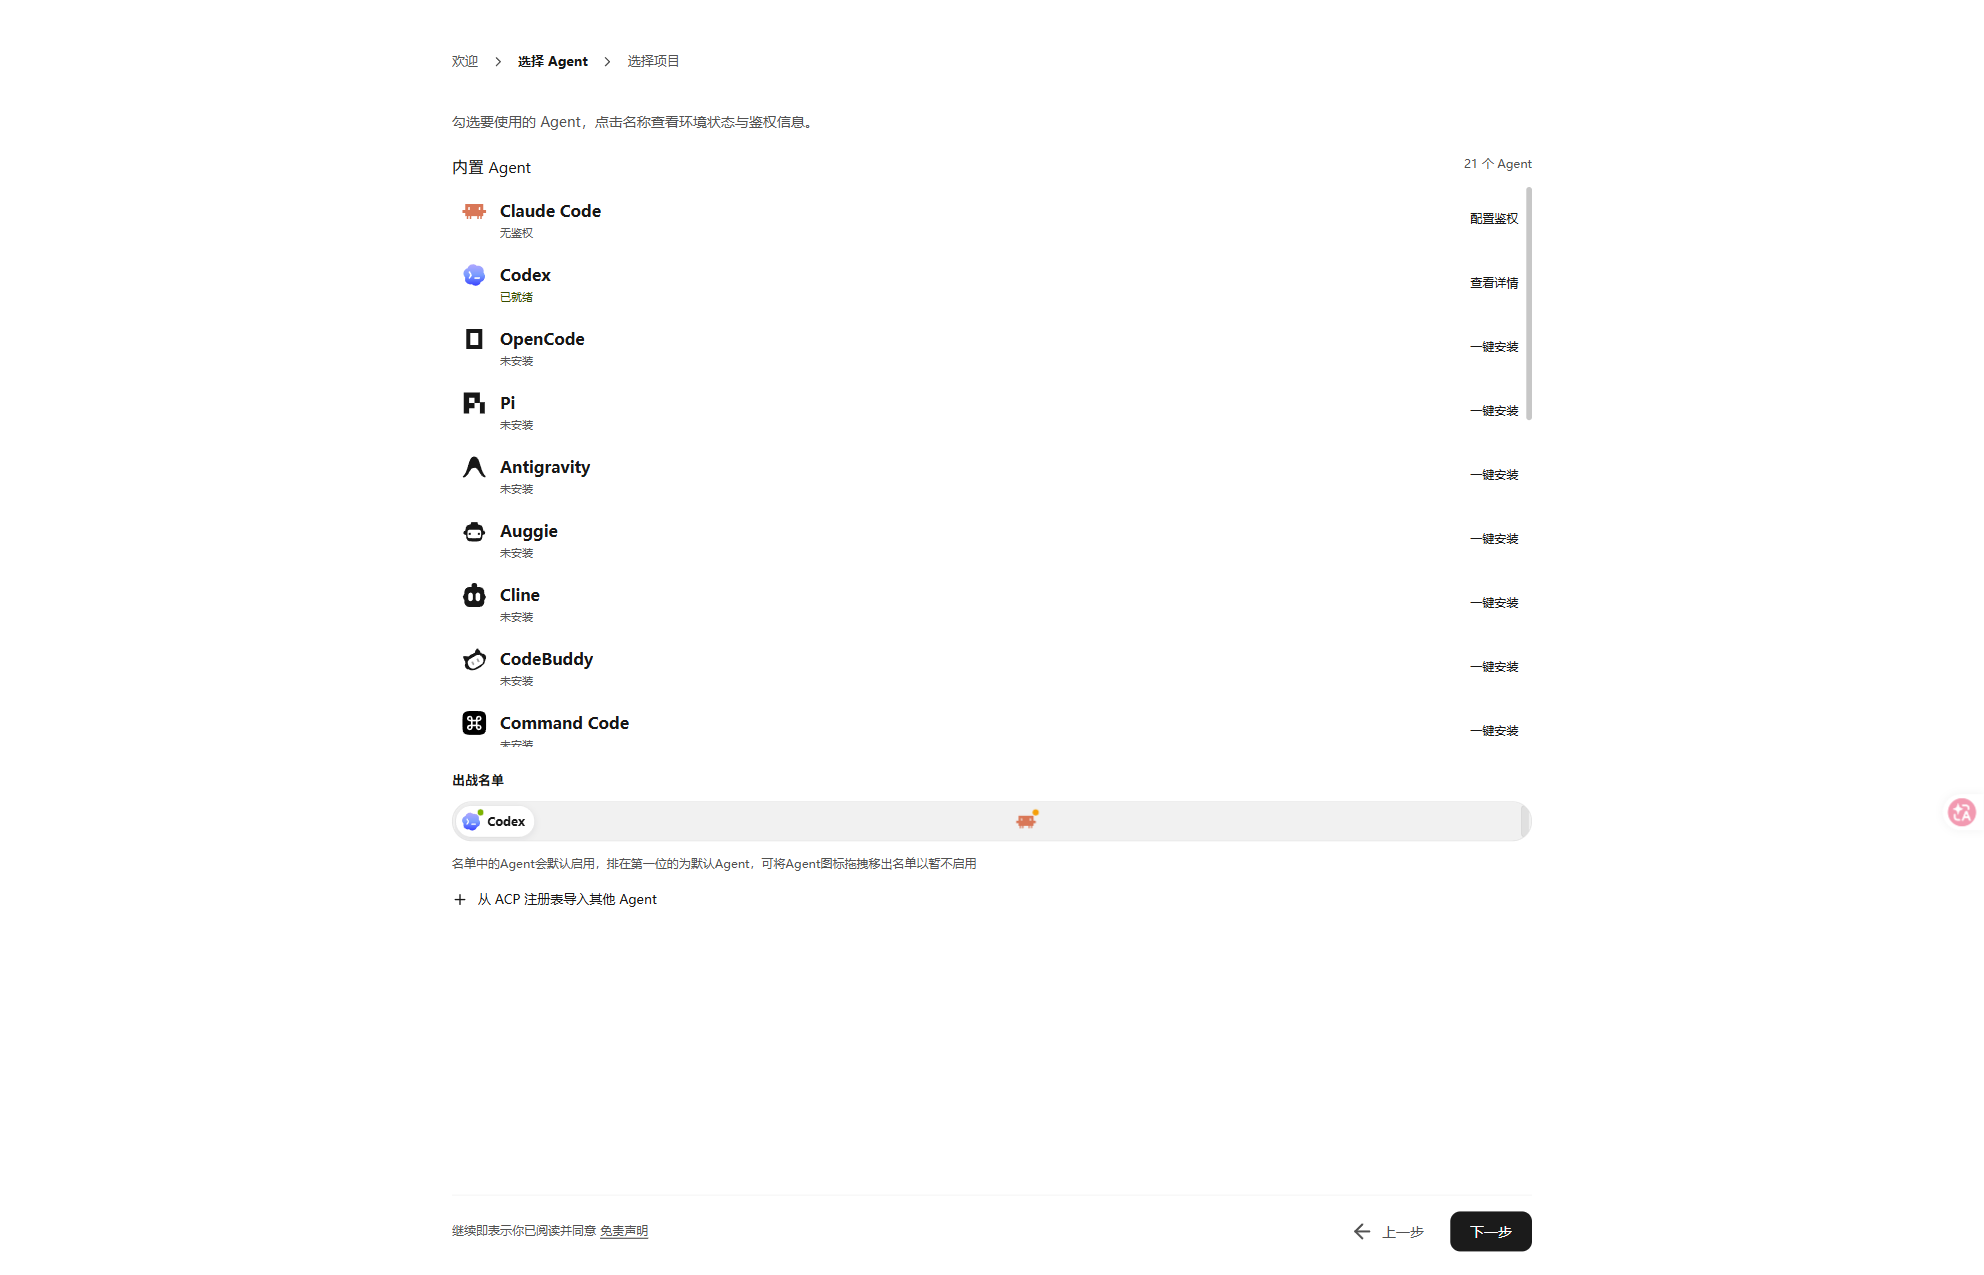 欢迎 > 选择 Agent > 选择项目
勾选要使用的 Agent，点击名称查看环境状态与鉴权信息。
内置 Agent
21 个 Agent
Claude Code
无鉴权
配置鉴权
Codex
已就绪
查看详情
OpenCode
未安装
一键安装
Pi
未安装
一键安装
Antigravity
未安装
一键安装
Auggie
未安装
一键安装
Cline
未安装
一键安装
CodeBuddy
未安装
一键安装
Command Code
未安装
一键安装
出战名单
Codex
名单中的Agent会默认启用，排在第一位的为默认Agent，可将Agent图标拖拽移出名单以暂不启用
+ 从 ACP 注册表导入其他 Agent
继续即表示你已阅读并同意 免责声明
← 上一步
下一步